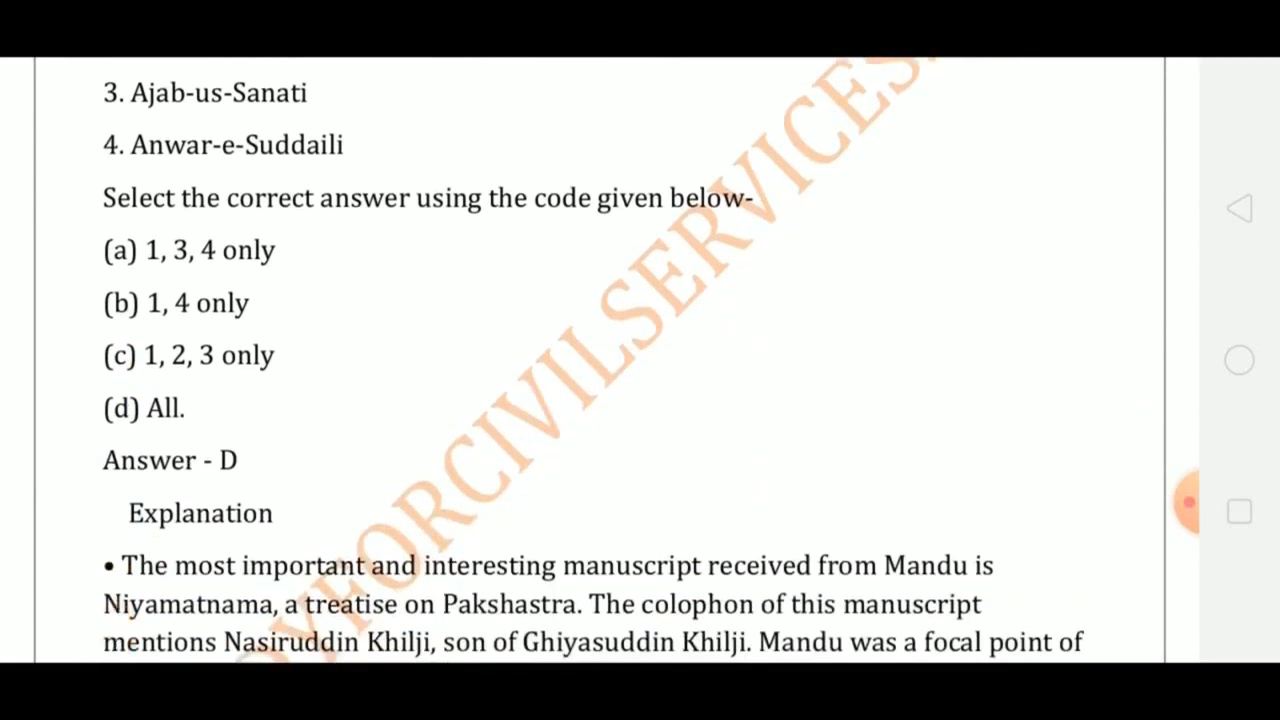 3. Ajab-us-Sanati
4. Anwar-e-Suddaili
Select the correct answer using the code given below-
(a) 1, 3, 4 only
(b) 1, 4 only
(c) 1, 2, 3 only
(d) All.
Answer - D
Explanation
• The most important and interesting manuscript received from Mandu is
Niyamatnama, a treatise on Pakshastra. The colophon of this manuscript
mentions Nasiruddin Khilji, son of Ghiyasuddin Khilji. Mandu was a focal point of
OYFORCIVILSERVICES.